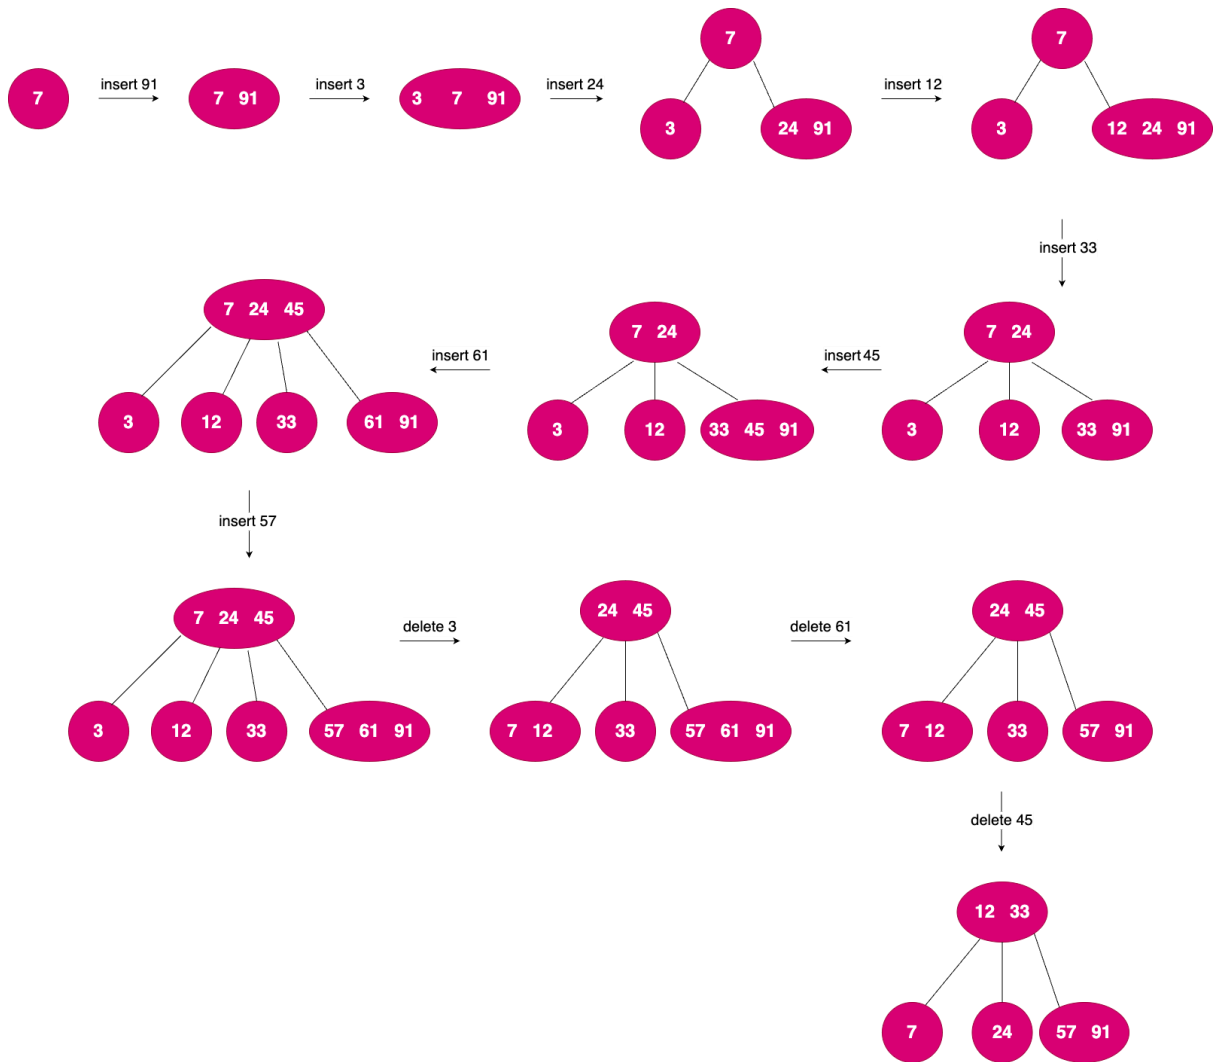 7
insert 91
7 91
insert 3
3 7 91
insert 24
7
3
24 91
insert 12
7
3
12 24 91
insert 33
7 24
3
12
33 91
insert 45
7 24
3
12
33 45 91
insert 61
7 24 45
3
12
33
61 91
insert 57
7 24 45
3
12
33
57 61 91
delete 3
24 45
7 12
33
57 61 91
delete 61
24 45
7 12
33
57 91
delete 45
12 33
7
24
57 91